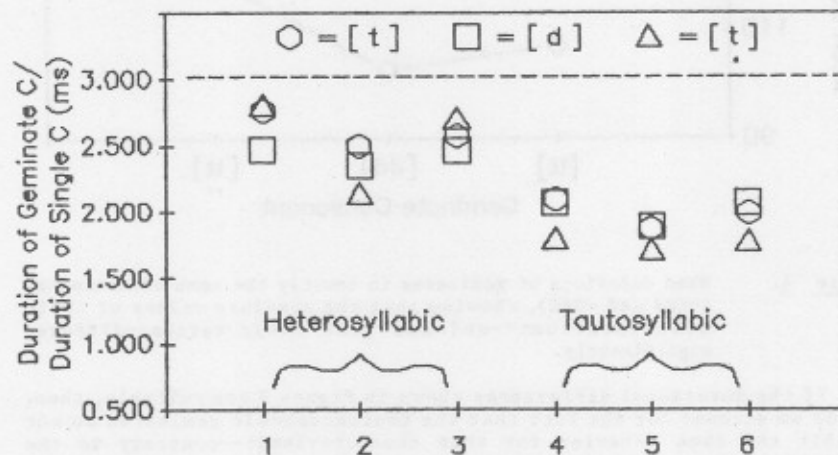 ○ = [ t ] □ = [ d ] △ = [ ṭ ]
Duration of Geminate C/
Duration of Single C (ms)
3.000
2.500
2.000
1.500
1.000
0.500
Heterosyllabic Tautosyllabic
1 2 3 4 5 6